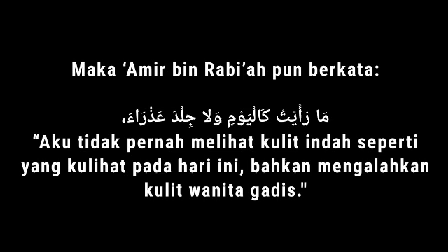 Maka ‘Amir bin Rabi’ah pun berkata:
مَا رَأَيْتُ كَالْيَوْمِ وَلَا جِلْدَ عَذْرَاءَ،
“Aku tidak pernah melihat kulit indah seperti
yang kulihat pada hari ini, bahkan mengalahkan
kulit wanita gadis."